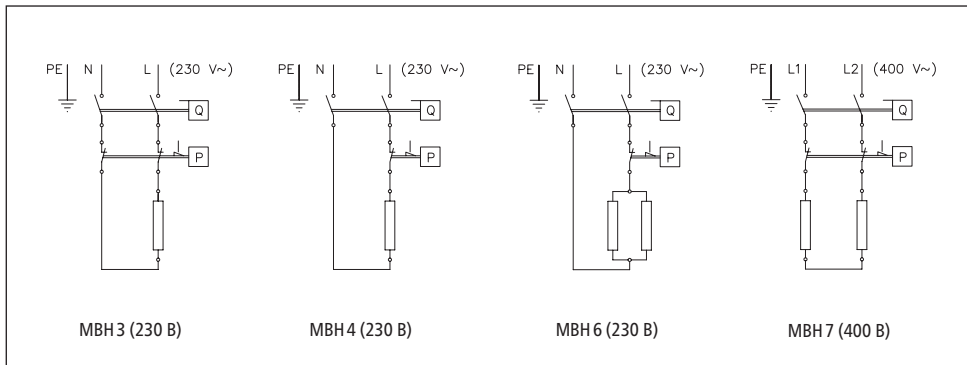 PE N L (230 V~)
Q
P
MBH 3 (230 В)
PE N L (230 V~)
Q
P
MBH 4 (230 В)
PE N L (230 V~)
Q
P
MBH 6 (230 В)
PE L1 L2 (400 V~)
Q
P
MBH 7 (400 В)